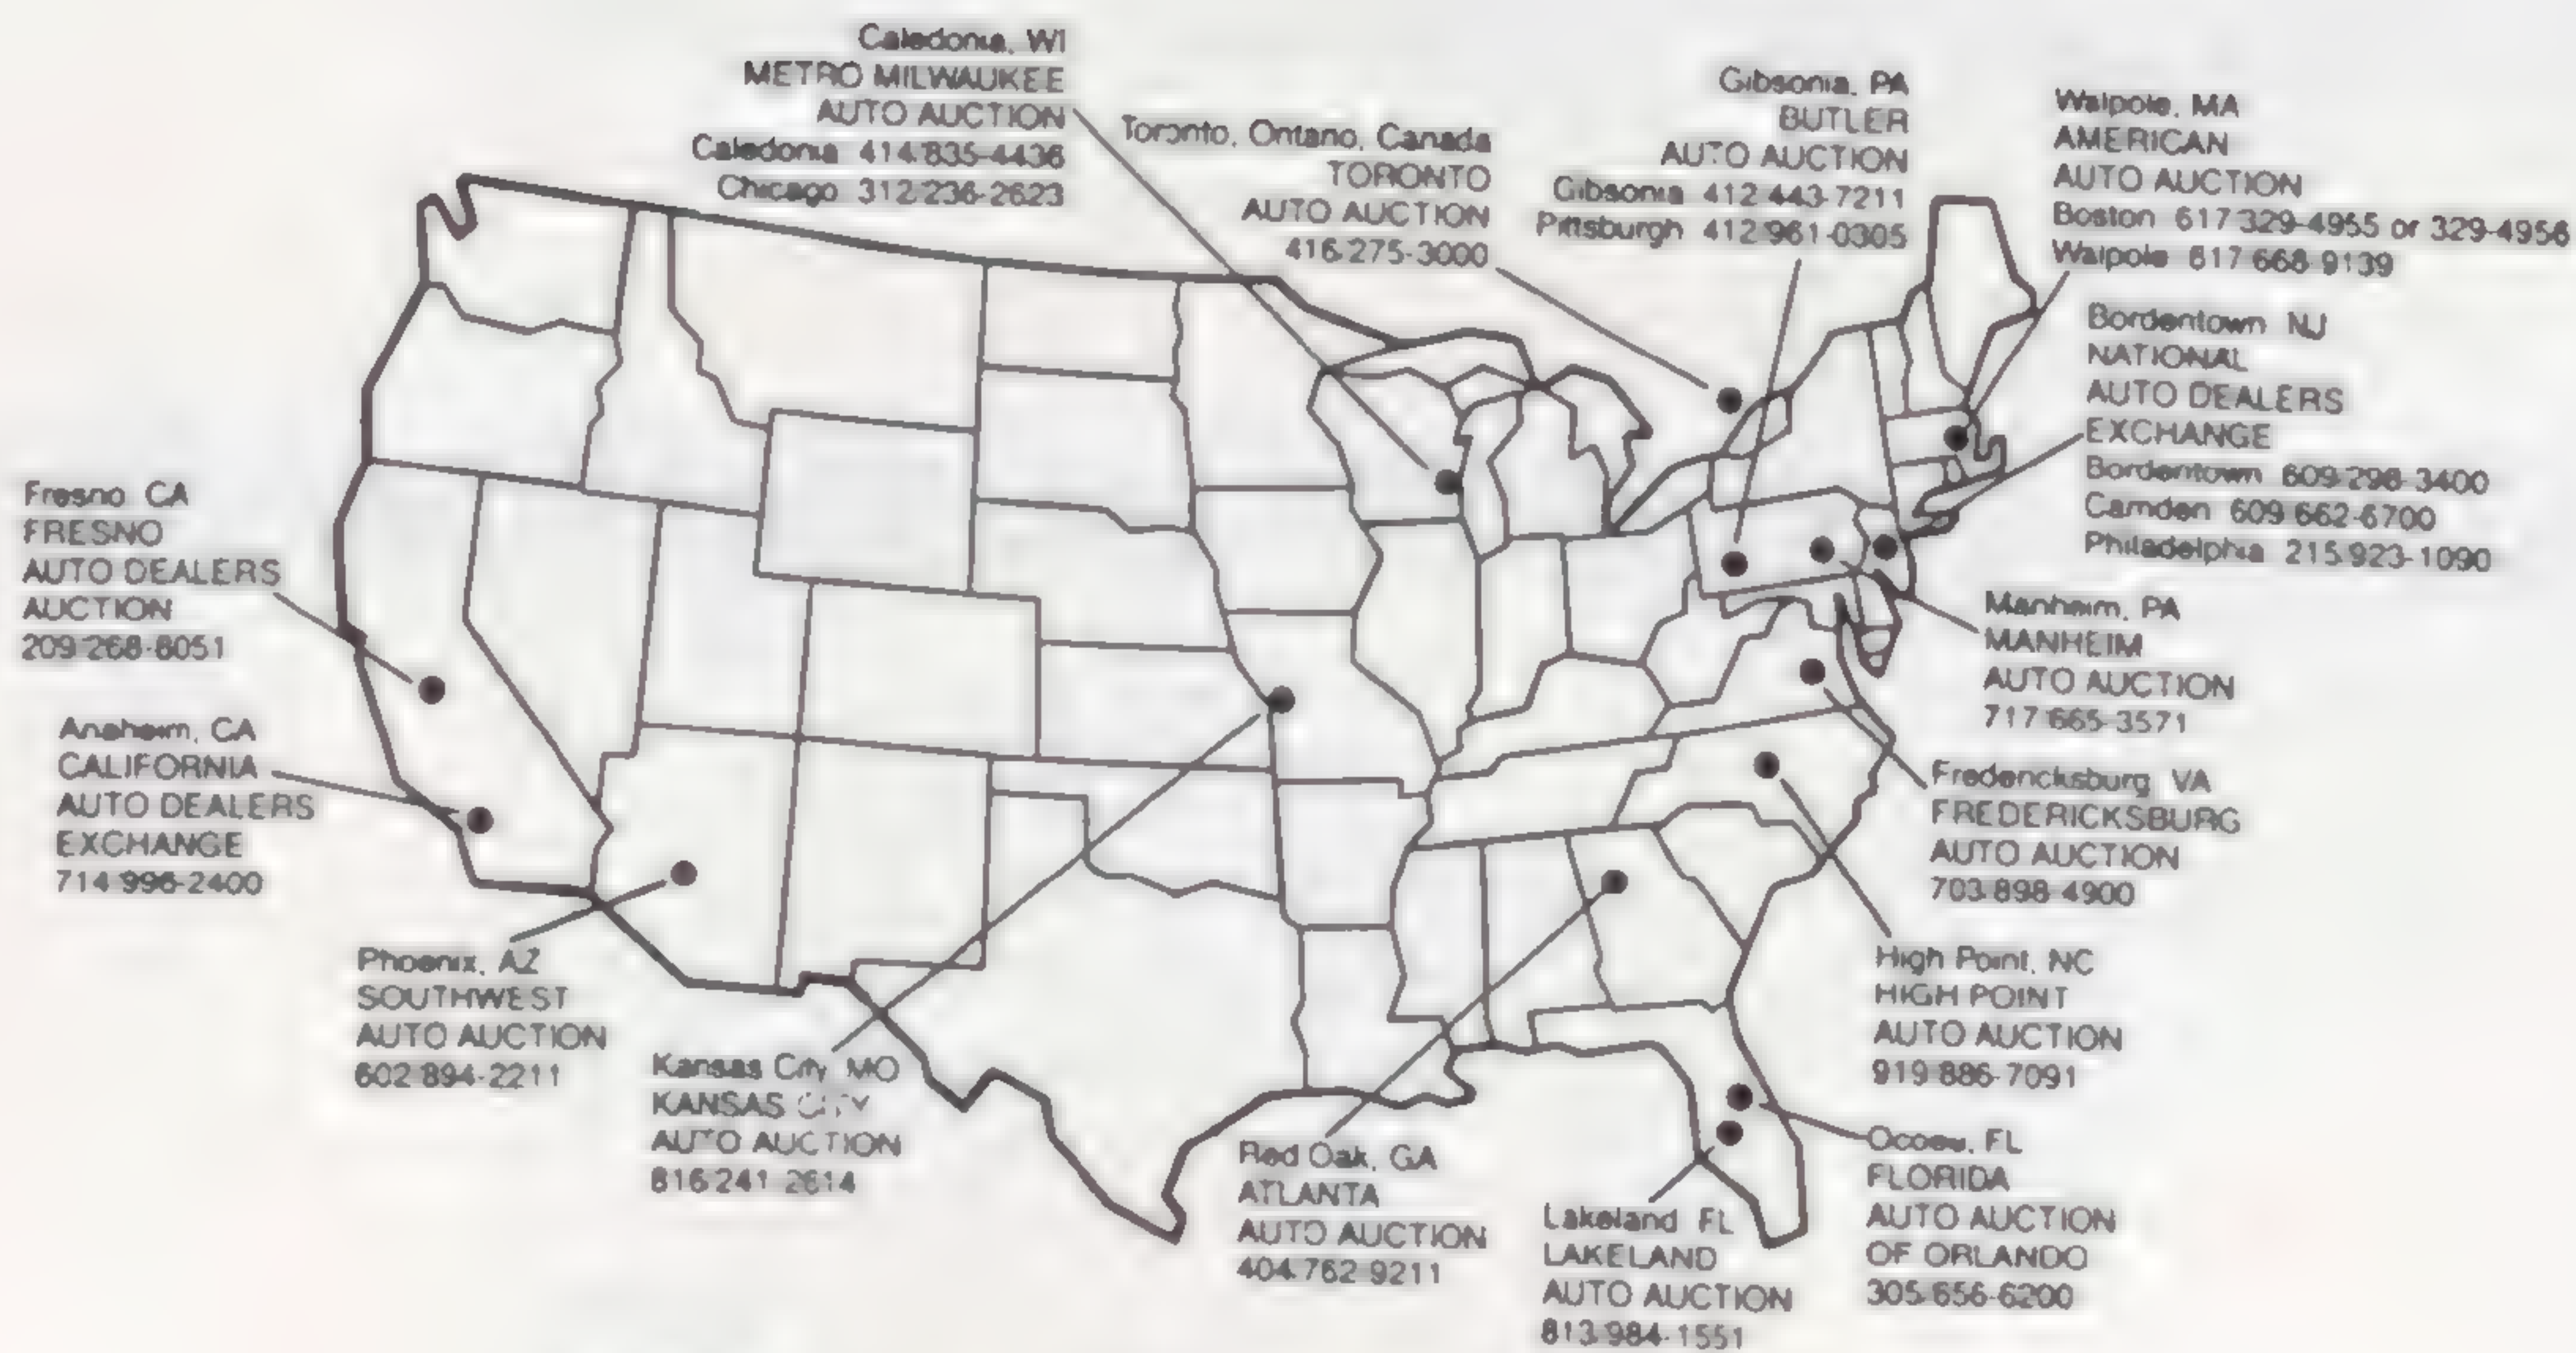 Caledonia, WI
METRO MILWAUKEE
AUTO AUCTION
Caledonia 414/835-4436
Chicago 312/236-2623
Toronto, Ontario, Canada
TORONTO
AUTO AUCTION
416/275-3000
Gibsonia, PA
BUTLER
AUTO AUCTION
Gibsonia 412/443-7211
Pittsburgh 412/961-0305
Walpole, MA
AMERICAN
AUTO AUCTION
Boston 617/329-4955 or 329-4956
Walpole 617/668-9139
Bordentown, NJ
NATIONAL
AUTO DEALERS
EXCHANGE
Bordentown 609/298-3400
Camden 609/662-6700
Philadelphia 215/923-1090
Manheim, PA
MANHEIM
AUTO AUCTION
717/665-3571
Fredericksburg, VA
FREDERICKSBURG
AUTO AUCTION
703/898-4900
High Point, NC
HIGH POINT
AUTO AUCTION
919/886-7091
Ocoee, FL
FLORIDA
AUTO AUCTION
OF ORLANDO
305/656-6200
Lakeland, FL
LAKELAND
AUTO AUCTION
813/984-1551
Red Oak, GA
ATLANTA
AUTO AUCTION
404/762-9211
Kansas City, MO
KANSAS CITY
AUTO AUCTION
816/241-2614
Phoenix, AZ
SOUTHWEST
AUTO AUCTION
602/894-2211
Anaheim, CA
CALIFORNIA
AUTO DEALERS
EXCHANGE
714/996-2400
Fresno, CA
FRESNO
AUTO DEALERS
AUCTION
209/268-8051